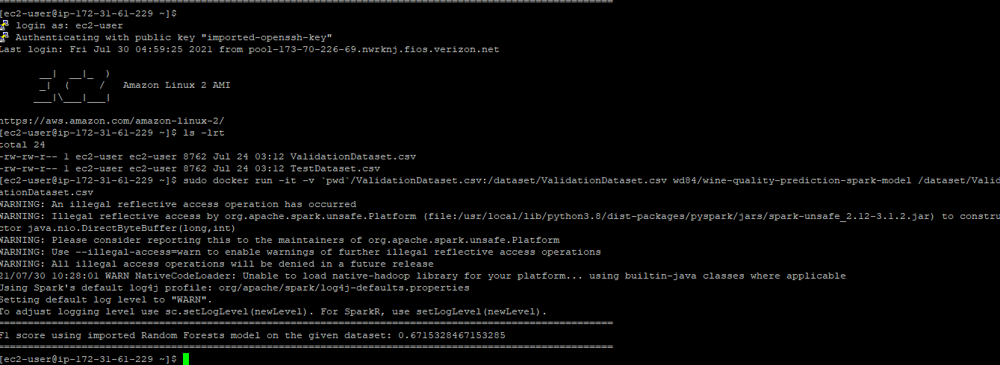 ================================================================================================
[ec2-user@ip-172-31-61-229 ~]$
login as: ec2-user
Authenticating with public key "imported-openssh-key"
Last login: Fri Jul 30 04:59:25 2021 from pool-173-70-226-69.nwrknj.fios.verizon.net
__|  __|_  )
_|  (     /   Amazon Linux 2 AMI
___|\___|___|
https://aws.amazon.com/amazon-linux-2/
[ec2-user@ip-172-31-61-229 ~]$ ls -lrt
total 24
-rw-rw-r-- 1 ec2-user ec2-user 8762 Jul 24 03:12 ValidationDataset.csv
-rw-rw-r-- 1 ec2-user ec2-user 8762 Jul 24 03:12 TestDataset.csv
[ec2-user@ip-172-31-61-229 ~]$ sudo docker run -it -v `pwd`/ValidationDataset.csv:/dataset/ValidationDataset.csv wd84/wine-quality-prediction-spark-model /dataset/Valid
ationDataset.csv
WARNING: An illegal reflective access operation has occurred
WARNING: Illegal reflective access by org.apache.spark.unsafe.Platform (file:/usr/local/lib/python3.8/dist-packages/pyspark/jars/spark-unsafe_2.12-3.1.2.jar) to constru
ctor java.nio.DirectByteBuffer(long,int)
WARNING: Please consider reporting this to the maintainers of org.apache.spark.unsafe.Platform
WARNING: Use --illegal-access=warn to enable warnings of further illegal reflective access operations
WARNING: All illegal access operations will be denied in a future release
21/07/30 10:28:01 WARN NativeCodeLoader: Unable to load native-hadoop library for your platform... using builtin-java classes where applicable
Using Spark's default log4j profile: org/apache/spark/log4j-defaults.properties
Setting default log level to "WARN".
To adjust logging level use sc.setLogLevel(newLevel). For SparkR, use setLogLevel(newLevel).
================================================================================================
F1 score using imported Random Forests model on the given dataset: 0.6715328467153285
================================================================================================
[ec2-user@ip-172-31-61-229 ~]$